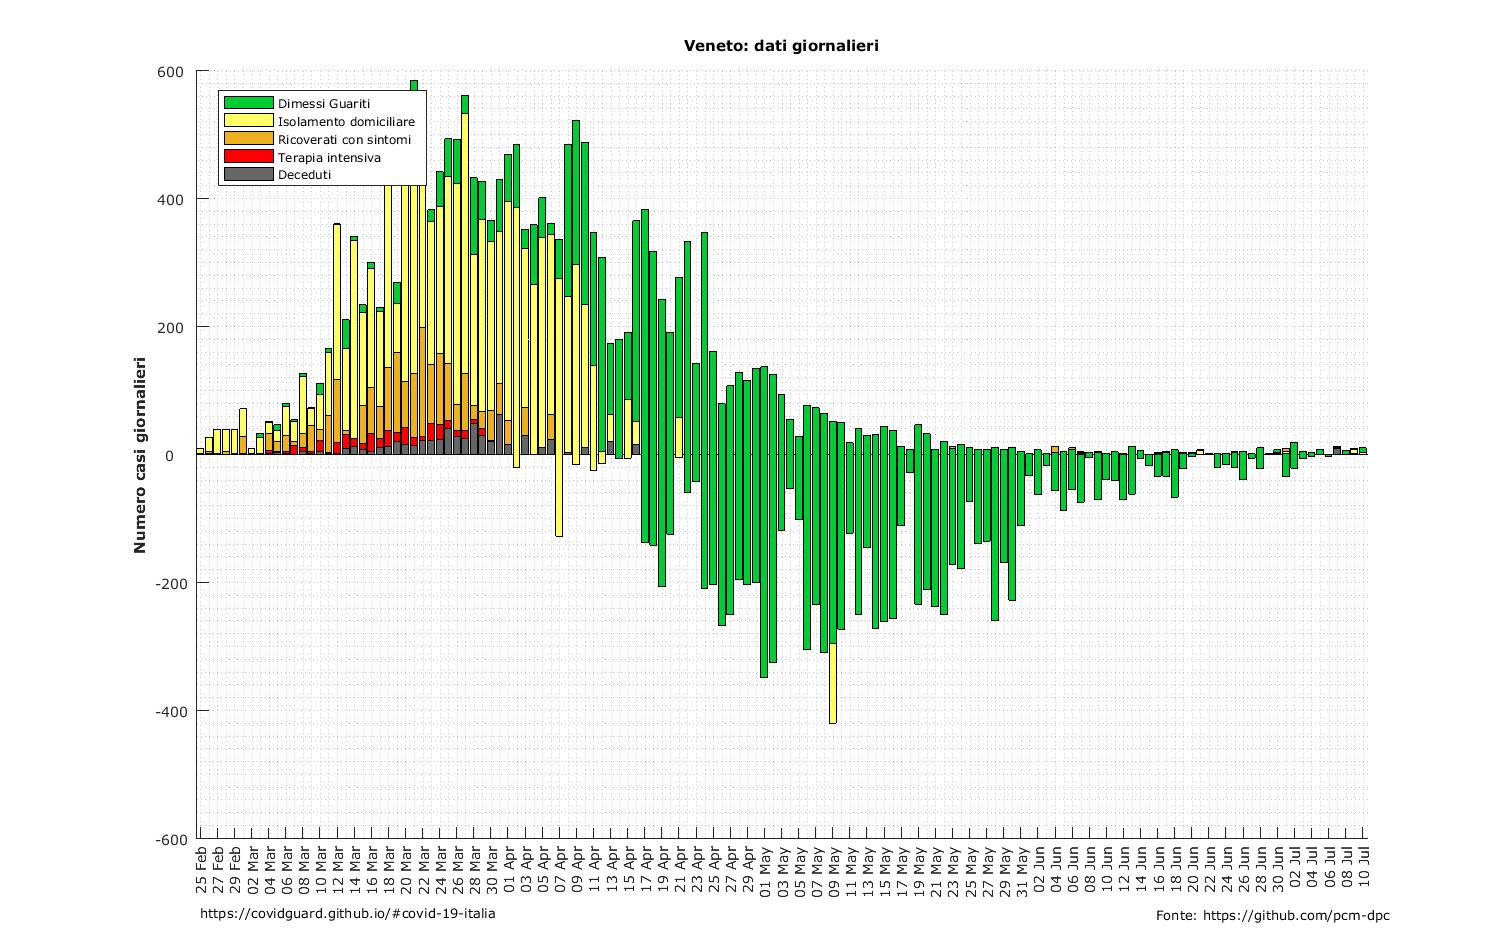 Veneto: dati giornalieri
600
400
200
0
-200
-400
-600
Numero casi giornalieri
Dimessi Guariti
Isolamento domiciliare
Ricoverati con sintomi
Terapia intensiva
Deceduti
25 Feb
27 Feb
29 Feb
02 Mar
04 Mar
06 Mar
08 Mar
10 Mar
12 Mar
14 Mar
16 Mar
18 Mar
20 Mar
22 Mar
24 Mar
26 Mar
28 Mar
30 Mar
01 Apr
03 Apr
05 Apr
07 Apr
09 Apr
11 Apr
13 Apr
15 Apr
17 Apr
19 Apr
21 Apr
23 Apr
25 Apr
27 Apr
29 Apr
01 May
03 May
05 May
07 May
09 May
11 May
13 May
15 May
17 May
19 May
21 May
23 May
25 May
27 May
29 May
31 May
02 Jun
04 Jun
06 Jun
08 Jun
10 Jun
12 Jun
14 Jun
16 Jun
18 Jun
20 Jun
22 Jun
24 Jun
26 Jun
28 Jun
30 Jun
02 Jul
04 Jul
06 Jul
08 Jul
10 Jul
https://covidguard.github.io/#covid-19-italia
Fonte: https://github.com/pcm-dpc